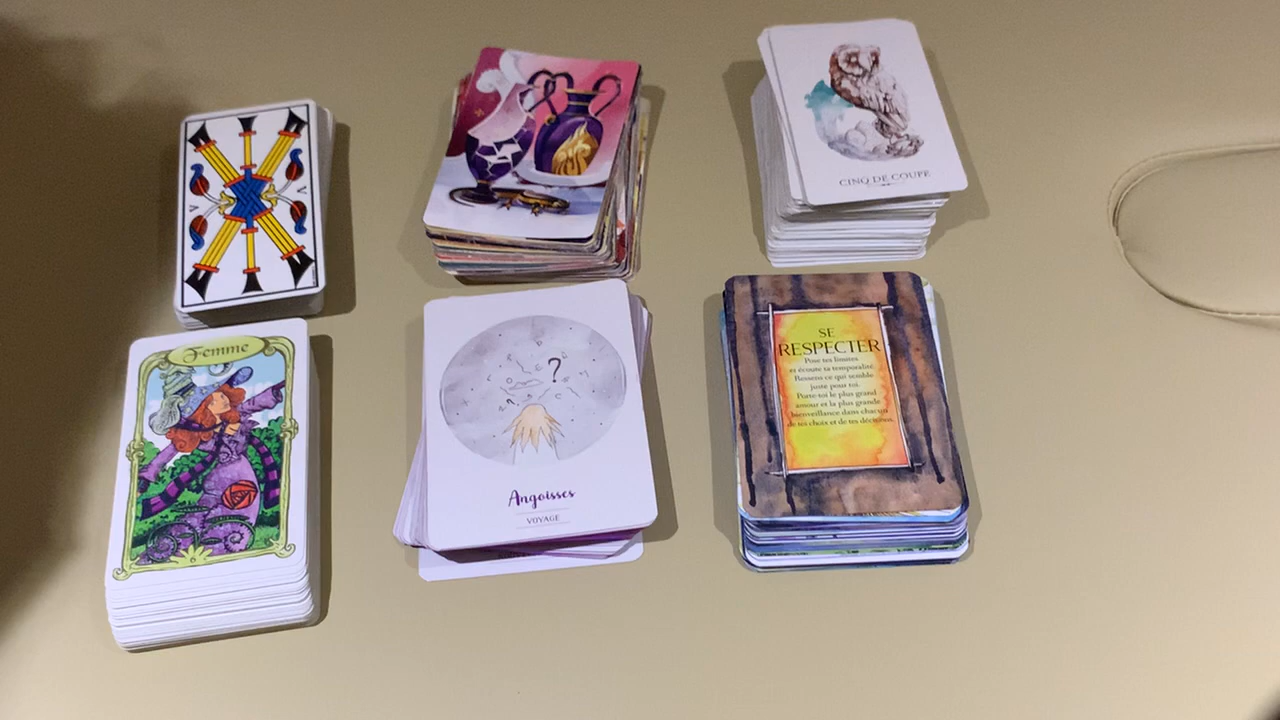 V
V
CINQ DE COUPE
Femme
?
Angoisses
VOYAGE
SE
RESPECTER
Pose tes limites
et écoute ta temporalité
Ressens ce qui semble
juste pour toi.
Porte-toi le plus grand
amour et la plus grande
bienveillance dans chacun
de tes choix et de tes décisions.